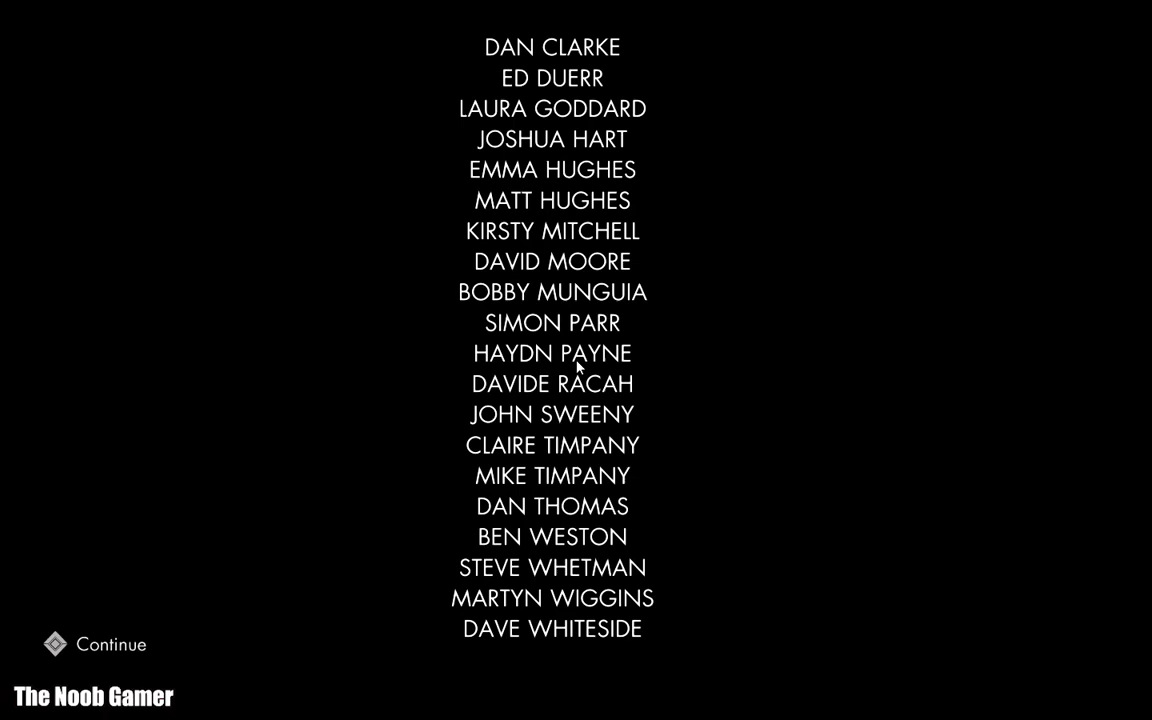 DAN CLARKE
ED DUERR
LAURA GODDARD
JOSHUA HART
EMMA HUGHES
MATT HUGHES
KIRSTY MITCHELL
DAVID MOORE
BOBBY MUNGUIA
SIMON PARR
HAYDN PAYNE
DAVIDE RACAH
JOHN SWEENY
CLAIRE TIMPANY
MIKE TIMPANY
DAN THOMAS
BEN WESTON
STEVE WHETMAN
MARTYN WIGGINS
DAVE WHITESIDE
Continue
The Noob Gamer